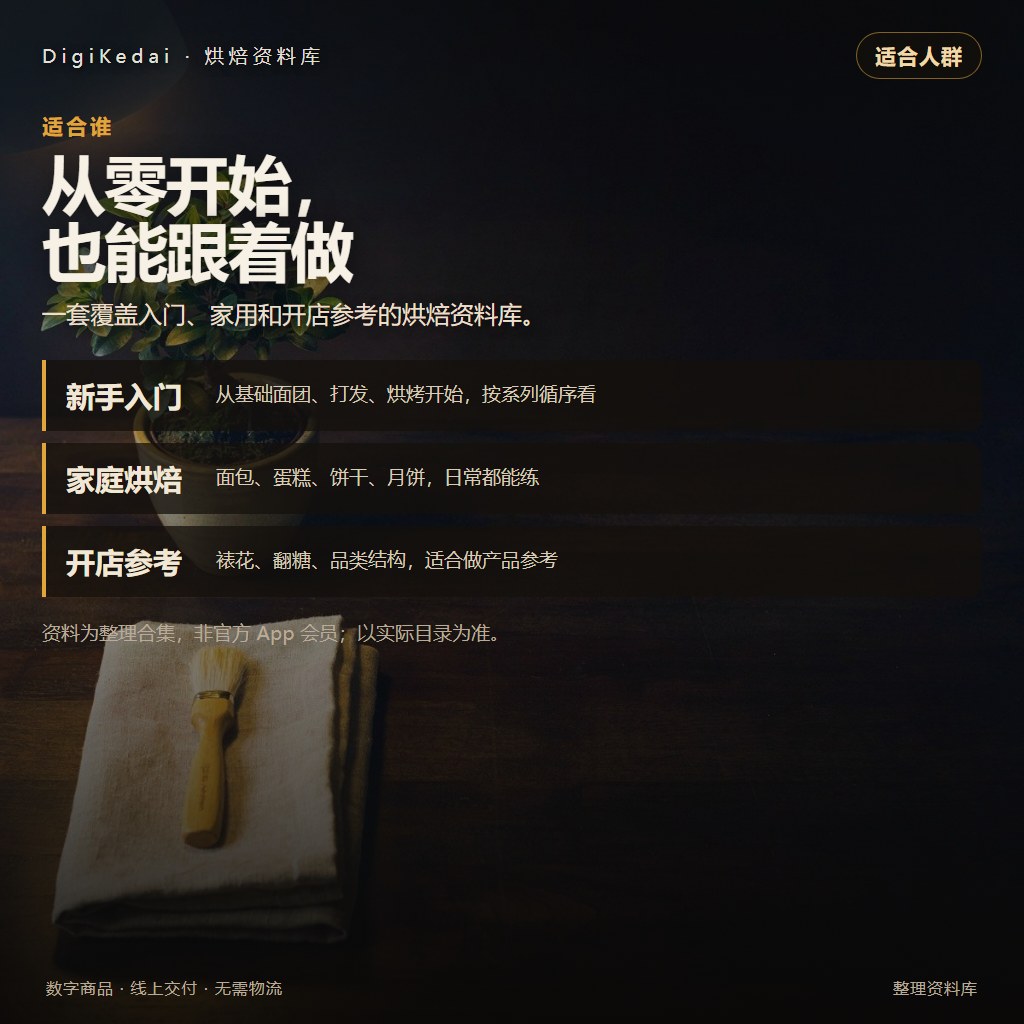 DigiKedai · 烘焙资料库
适合人群
适合谁
从零开始，
也能跟着做
一套覆盖入门、家用和开店参考的烘焙资料库。
新手入门
从基础面团、打发、烘烤开始，按系列循序看
家庭烘焙
面包、蛋糕、饼干、月饼，日常都能练
开店参考
裱花、翻糖、品类结构，适合做产品参考
资料为整理合集，非官方 App 会员；以实际目录为准。
数字商品 · 线上交付 · 无需物流
整理资料库